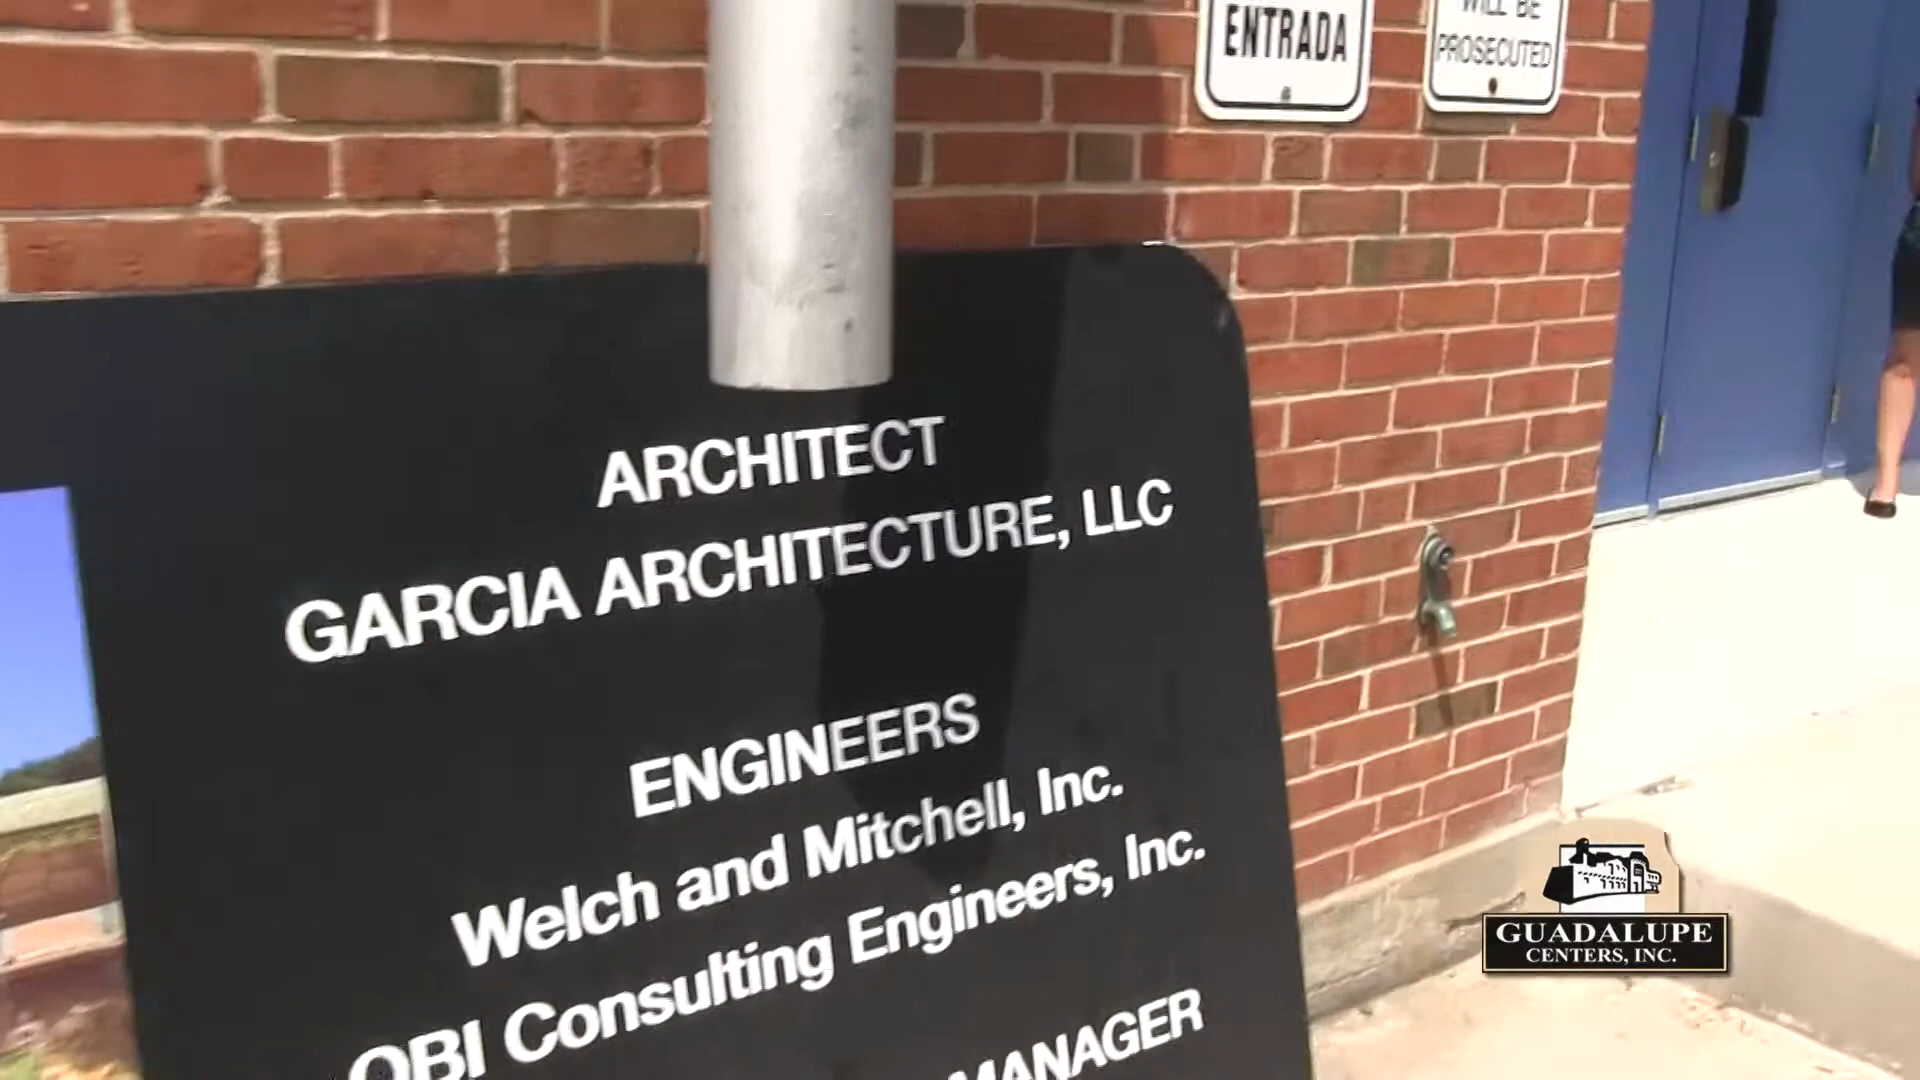 ENTRADA
WILL BE
PROSECUTED
ARCHITECT
GARCIA ARCHITECTURE, LLC
ENGINEERS
Welch and Mitchell, Inc.
OBI Consulting Engineers, Inc.
MANAGER
GUADALUPE
CENTERS, INC.